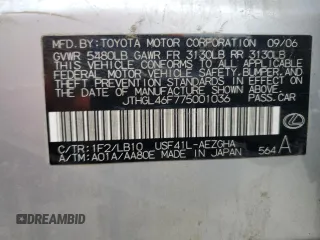 MFD. BY: TOYOTA MOTOR CORPORATION 09/06
GVWR 5480LB GAWR FR 3130LB RR 3130LB
THIS VEHICLE CONFORMS TO ALL APPLICABLE
FEDERAL MOTOR VEHICLE SAFETY, BUMPER, AND
THEFT PREVENTION STANDARDS IN EFFECT ON
THE DATE OF MANUFACTURE SHOWN ABOVE.
JTHGL46F775001036 PASS.CAR
C/TR: 1F2/LB10 USF41L-AEZGHA
A/TM: A01A/AA80E MADE IN JAPAN 564 A
DREAMBID